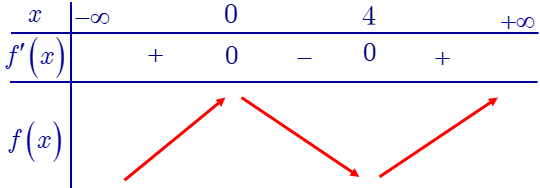 x −∞ 0 4 +∞
f′(x) + 0 − 0 +
f(x)